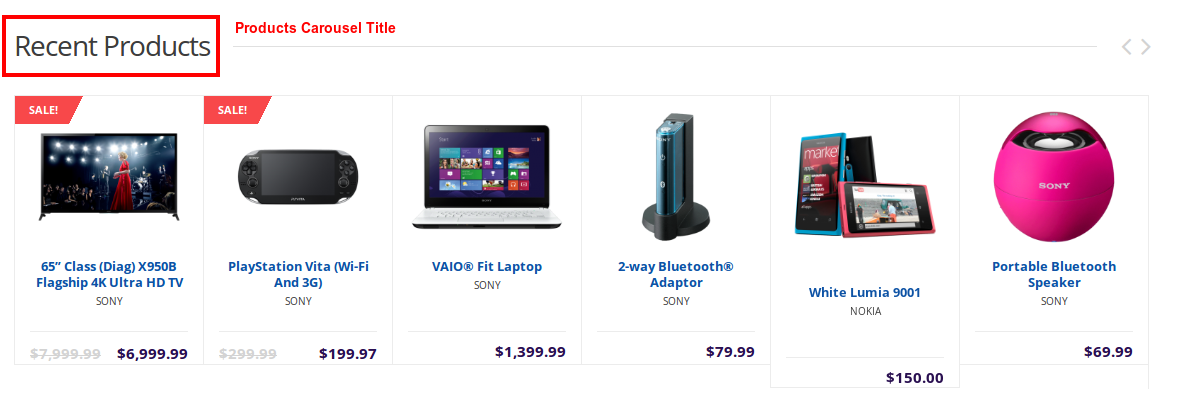 Products Carousel Title
Recent Products
SALE!
SALE!
SONY
65” Class (Diag) X950B
Flagship 4K Ultra HD TV
SONY
$7,999.99 $6,999.99
PlayStation Vita (Wi-Fi
And 3G)
SONY
$299.99 $199.97
VAIO® Fit Laptop
SONY
$1,399.99
2-way Bluetooth®
Adaptor
SONY
$79.99
White Lumia 9001
NOKIA
$150.00
Portable Bluetooth
Speaker
SONY
$69.99